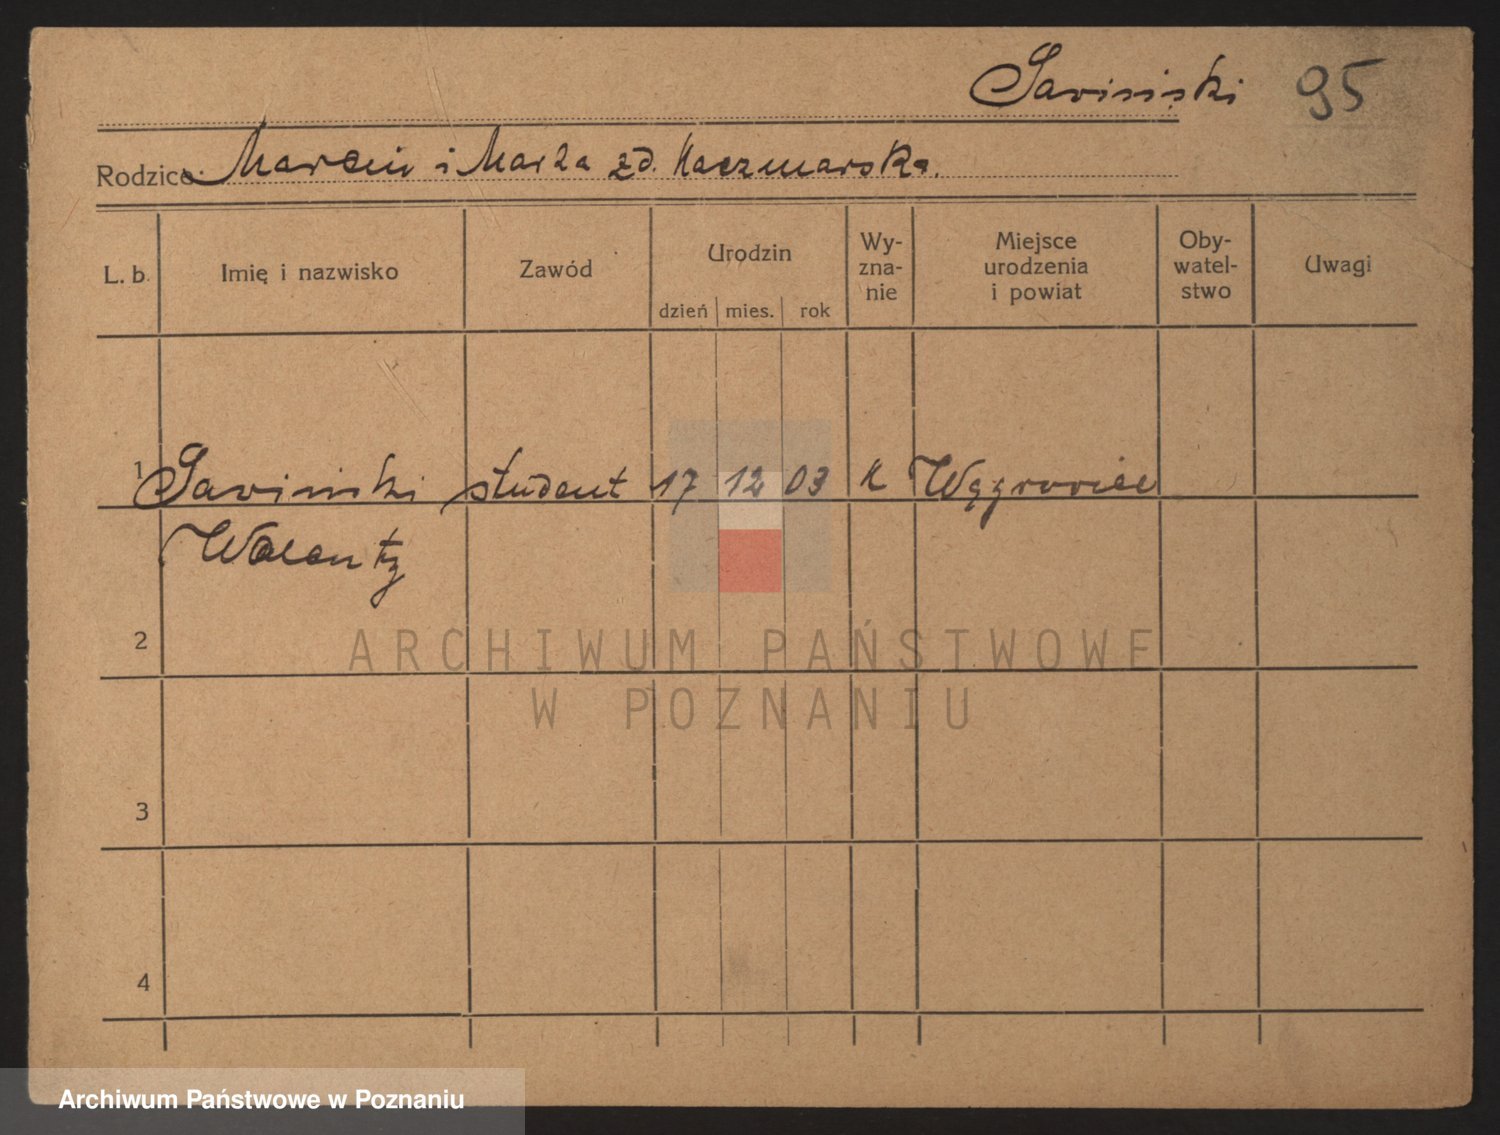 Savinski 95
Rodzice: Marcin i Maria zd. Kaczmarska.
L. b. Imię i nazwisko Zawód Urodzin dzień mies. rok Wy-zna-nie Miejsce urodzenia i powiat Oby-watel-stwo Uwagi
1 Savinski student 17 12 03 K Wągrowiec
Walenty
2
ARCHIWUM PAŃSTWOWE
W POZNANIU
3
4
Archiwum Państwowe w Poznaniu